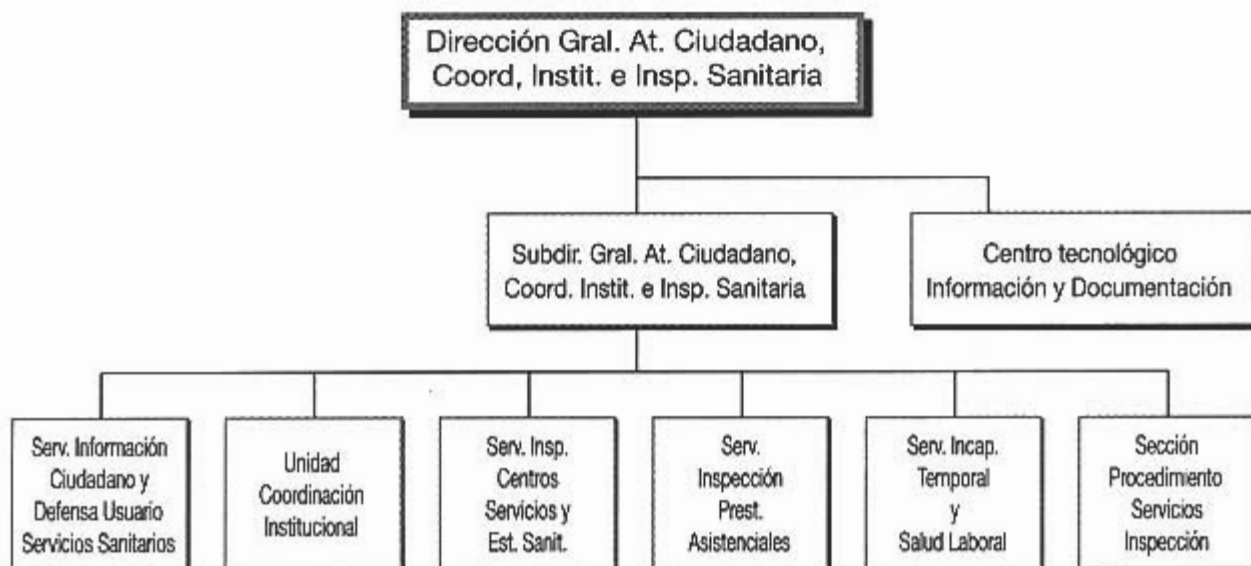 Dirección Gral. At. Ciudadano,
Coord, Instit. e Insp. Sanitaria
Subdir. Gral. At. Ciudadano,
Coord. Instit. e Insp. Sanitaria
Centro tecnológico
Información y Documentación
Serv. Información
Ciudadano y
Defensa Usuario
Servicios Sanitarios
Unidad
Coordinación
Institucional
Serv. Insp.
Centros
Servicios y
Est. Sanit.
Serv.
Inspección
Prest.
Asistenciales
Serv. Incap.
Temporal
y
Salud Laboral
Sección
Procedimiento
Servicios
Inspección